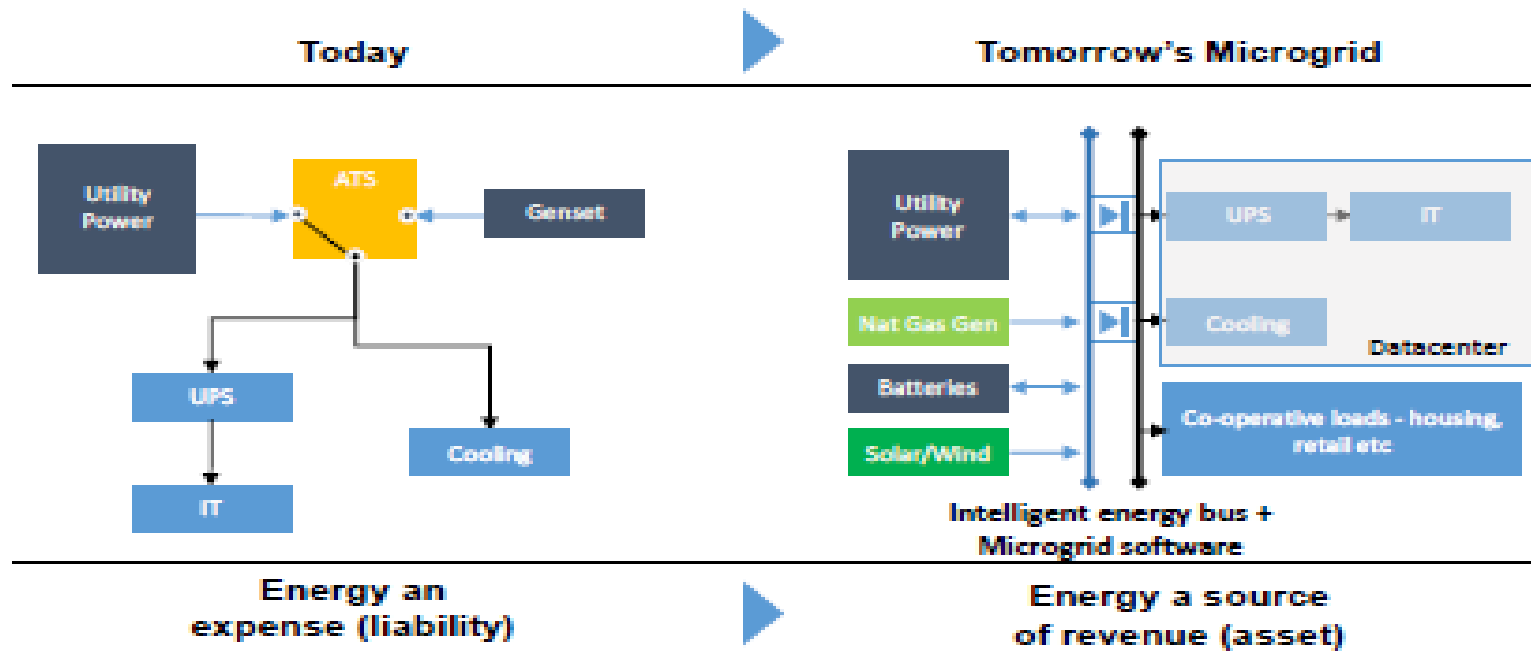 Today
Tomorrow's Microgrid
Utility
Power
ATS
Genset
UPS
IT
Cooling
Utility
Power
Nat Gas Gen
Batteries
Solar/Wind
UPS
IT
Cooling
Datacenter
Co-operative loads - housing,
retail etc
Intelligent energy bus +
Microgrid software
Energy an
expense (liability)
Energy a source
of revenue (asset)